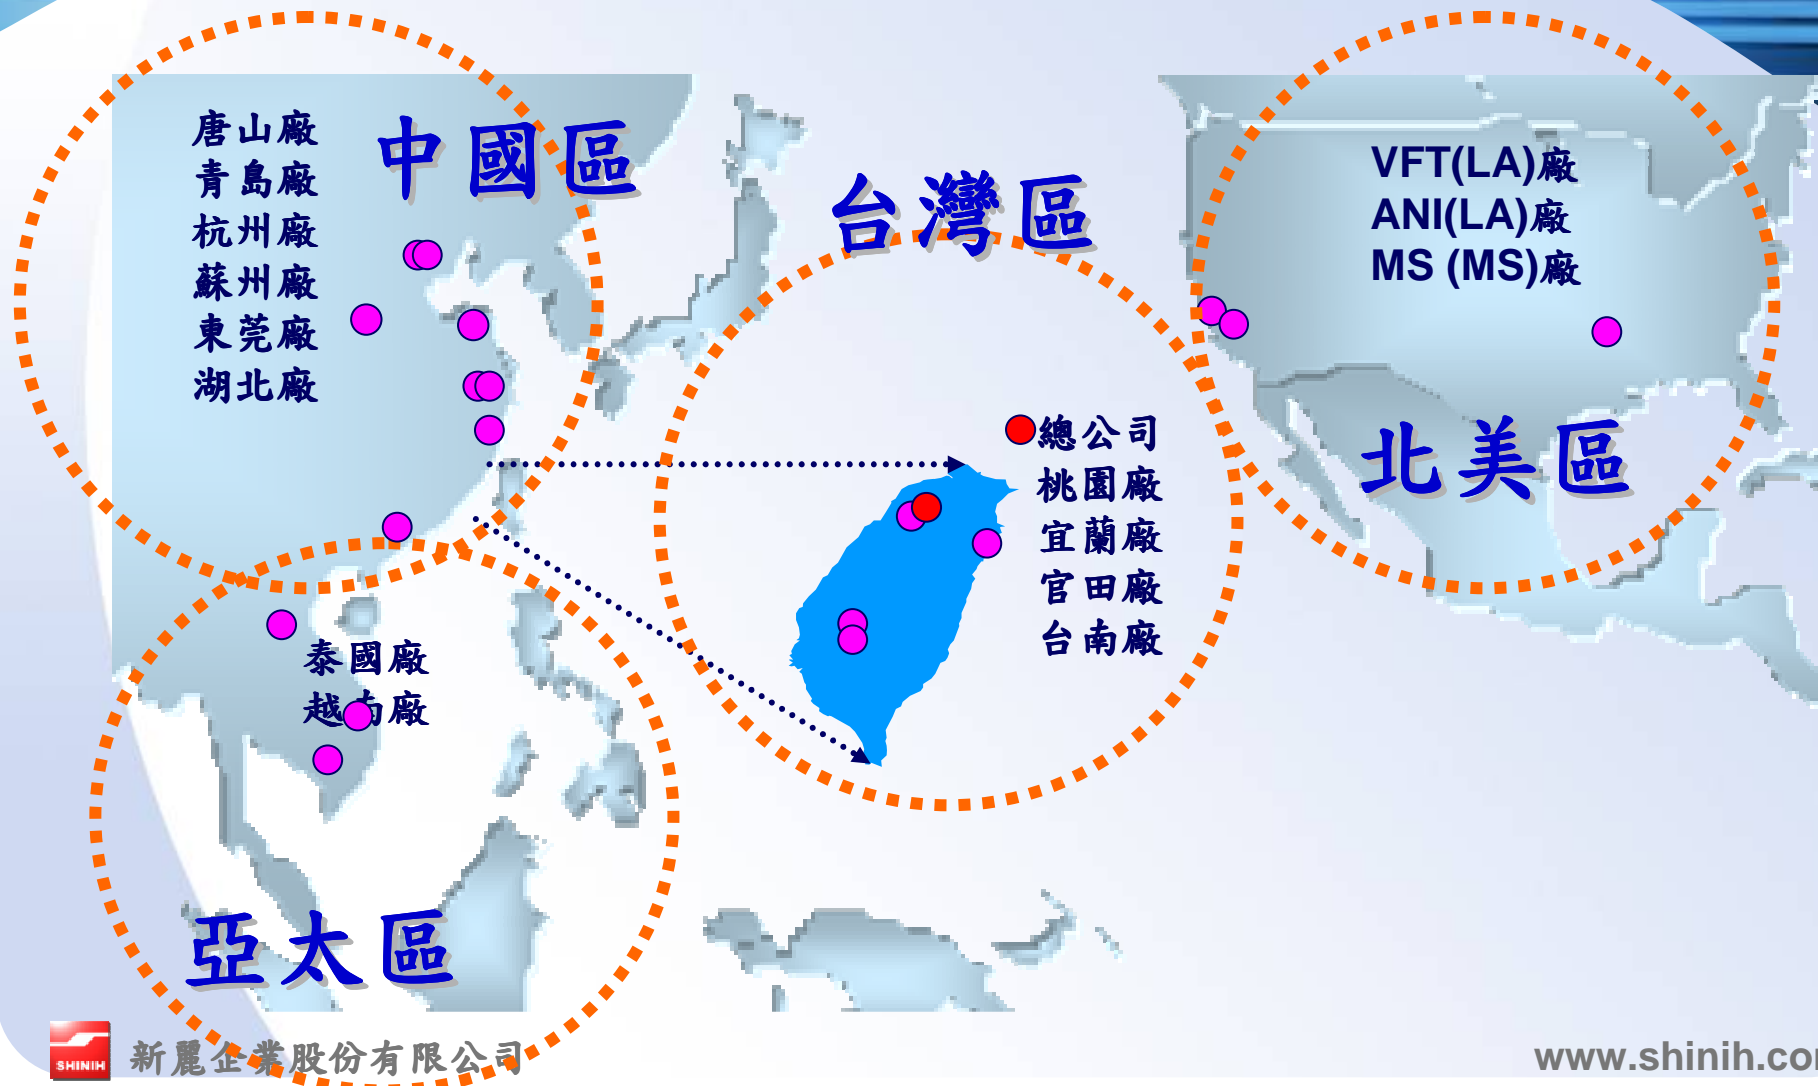 中國區
唐山廠
青島廠
杭州廠
蘇州廠
東莞廠
湖北廠
台灣區
總公司
桃園廠
宜蘭廠
官田廠
台南廠
VFT(LA)廠
ANI(LA)廠
MS (MS)廠
北美區
泰國廠
越南廠
亞太區
SHINIH
新麗企業股份有限公司
www.shinih.com